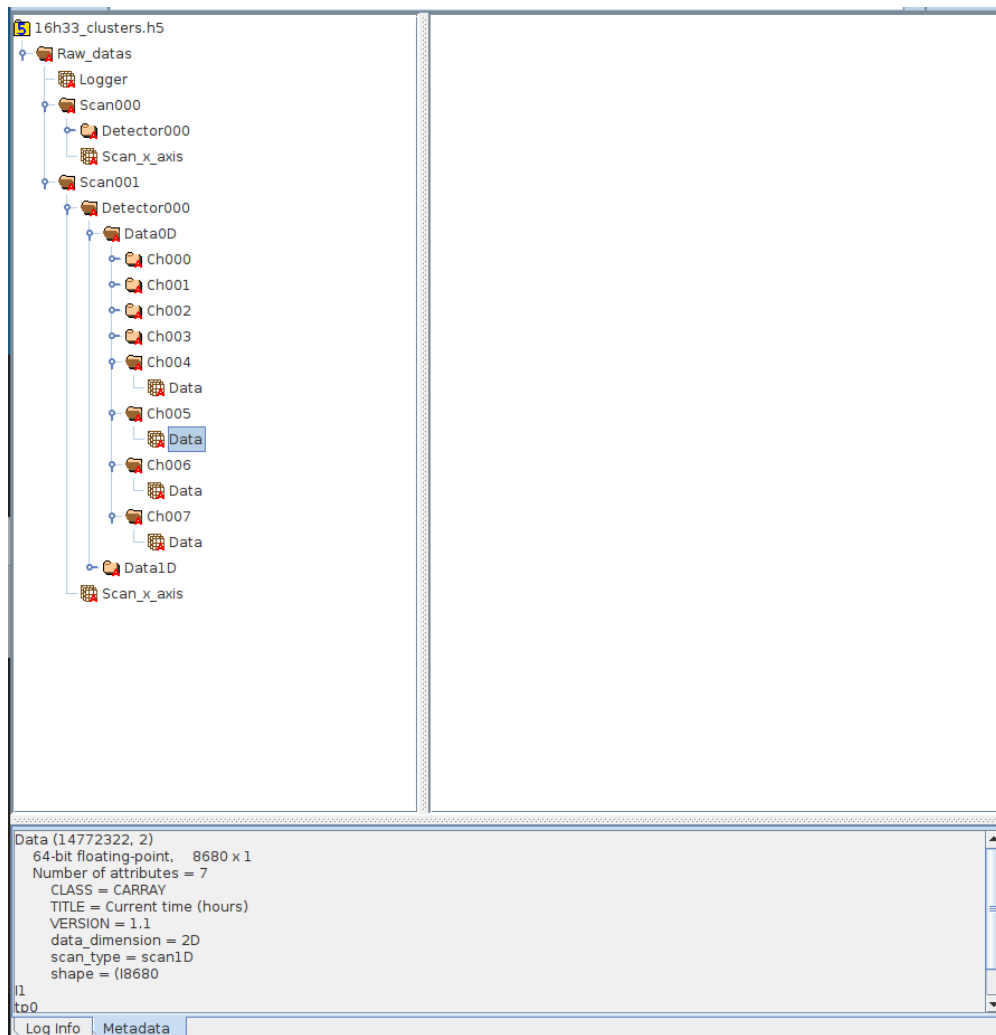 16h33_clusters.h5
Raw_datas
Logger
Scan000
Detector000
Scan_x_axis
Scan001
Detector000
Data0D
Ch000
Ch001
Ch002
Ch003
Ch004
Data
Ch005
Data
Ch006
Data
Ch007
Data
Data1D
Scan_x_axis
Data (14772322, 2)
64-bit floating-point,    8680 x 1
Number of attributes = 7
CLASS = CARRAY
TITLE = Current time (hours)
VERSION = 1.1
data_dimension = 2D
scan_type = scan1D
shape = (I8680
I1
tp0
Log Info Metadata